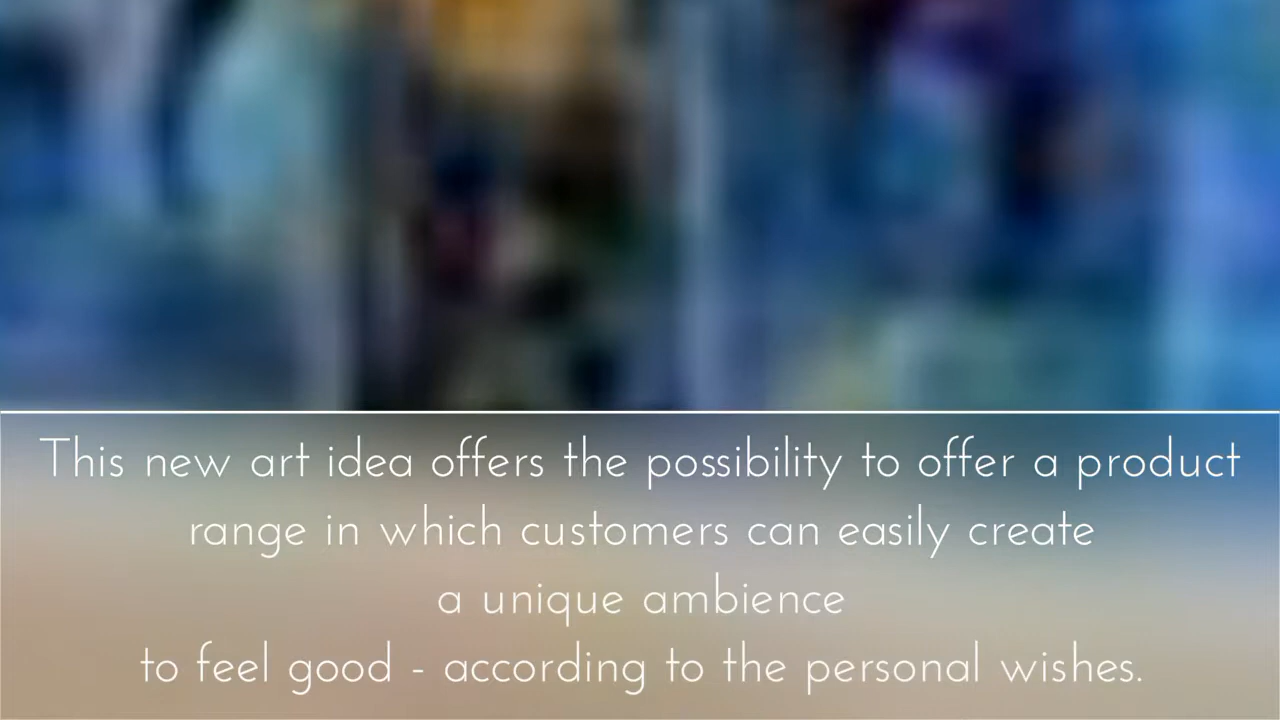 This new art idea offers the possibility to offer a product
range in which customers can easily create
a unique ambience
to feel good - according to the personal wishes.